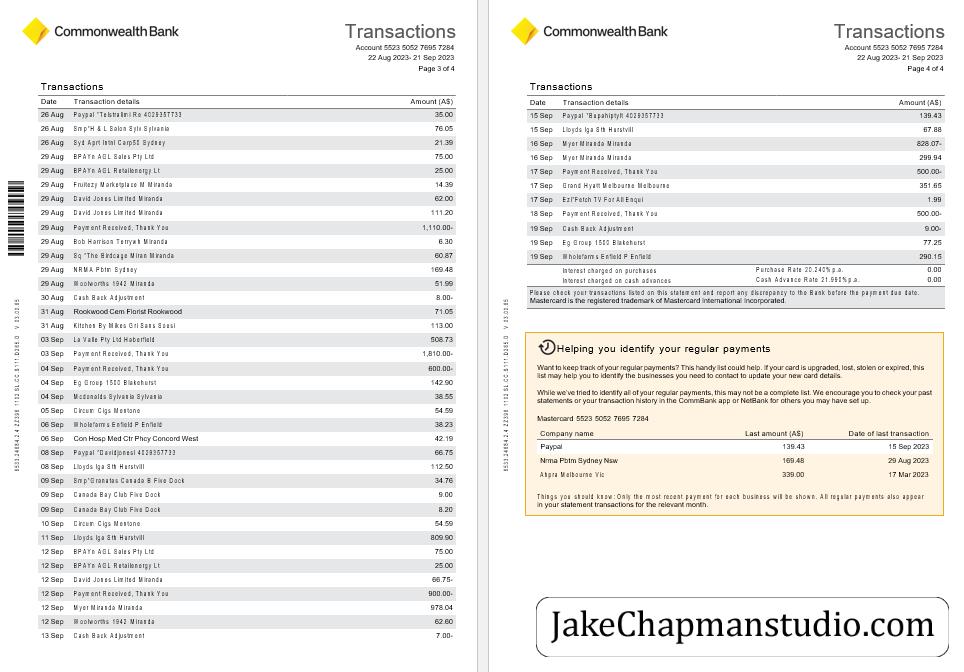 CommonwealthBank
Transactions
Account 5523 5052 7695 7284
22 Aug 2023- 21 Sep 2023
Page 3 of 4
Transactions
Date Transaction details Amount (A$)
26 Aug Paypal *Telstralimi Ro 4029357733 35.00
26 Aug Smp*H & L Salon Sylv Sylvania 76.05
26 Aug Syd Aprt Intnl Carp50 Sydney 21.39
29 Aug BPAYn AGL Sales Pty Ltd 75.00
29 Aug BPAYn AGL Retailenergy Lt 25.00
29 Aug Fruitezy Marketplace M Miranda 14.39
29 Aug David Jones Limited Miranda 62.00
29 Aug David Jones Limited Miranda 111.20
29 Aug Payment Received, Thank You 1,110.00-
29 Aug Bob Harrison Terrywh Miranda 6.30
29 Aug Sq *The Birdcage Miran Miranda 60.87
29 Aug NRMA Pbtm Sydney 169.48
29 Aug Woolworths 1942 Miranda 51.99
30 Aug Cash Back Adjustment 8.00-
31 Aug Rookwood Cem Florist Rookwood 71.05
31 Aug Kitchen By Mikes Gri Sans Souci 113.00
03 Sep La Valle Pty Ltd Haberfield 508.73
03 Sep Payment Received, Thank You 1,810.00-
04 Sep Payment Received, Thank You 600.00-
04 Sep Eg Group 1500 Blakehurst 142.90
04 Sep Mcdonalds Sylvania Sylvania 38.55
05 Sep Circum Cigs Mentone 54.59
06 Sep Wholefarms Enfield P Enfield 38.23
06 Sep Con Hosp Med Ctr Phcy Concord West 42.19
08 Sep Paypal *Davidjonesl 4029357733 66.75
08 Sep Lloyds Iga Sth Hurstvill 112.50
09 Sep Smp*Granates Canada B Five Dock 34.76
09 Sep Canada Bay Club Five Dock 9.00
09 Sep Canada Bay Club Five Dock 8.20
10 Sep Circum Cigs Mentone 54.59
11 Sep Lloyds Iga Sth Hurstvill 809.90
12 Sep BPAYn AGL Sales Pty Ltd 75.00
12 Sep BPAYn AGL Retailenergy Lt 25.00
12 Sep David Jones Limited Miranda 66.75-
12 Sep Payment Received, Thank You 900.00-
12 Sep Myer Miranda Miranda 978.04
12 Sep Woolworths 1942 Miranda 62.60
13 Sep Cash Back Adjustment 7.00-
CommonwealthBank
Transactions
Account 5523 5052 7695 7284
22 Aug 2023- 21 Sep 2023
Page 4 of 4
Transactions
Date Transaction details Amount (A$)
15 Sep Paypal *Bupahiptylt 4029357733 139.43
15 Sep Lloyds Iga Sth Hurstvill 67.88
16 Sep Myer Miranda Miranda 828.07-
16 Sep Myer Miranda Miranda 299.94
17 Sep Payment Received, Thank You 500.00-
17 Sep Grand Hyatt Melbourne Melbourne 351.65
17 Sep Ezi*Fetch TV For All Enqui 1.99
18 Sep Payment Received, Thank You 500.00-
19 Sep Cash Back Adjustment 9.00-
19 Sep Eg Group 1500 Blakehurst 77.25
19 Sep Wholefarms Enfield P Enfield 290.15
Interest charged on purchases Purchase Rate 20.240%p.a. 0.00
Interest charged on cash advances Cash Advance Rate 21.990%p.a. 0.00
Please check your transactions listed on this statement and report any discrepancy to the Bank before the payment due date.
Mastercard is the registered trademark of Mastercard International Incorporated.
Helping you identify your regular payments
Want to keep track of your regular payments? This handy list could help. If your card is upgraded, lost, stolen or expired, this
list may help you to identify the businesses you need to contact to update your new card details.
While we've tried to identify all of your regular payments, this may not be a complete list. We encourage you to check your past
statements or your transaction history in the CommBank app or NetBank for others you may have set up.
Mastercard 5523 5052 7695 7284
Company name Last amount (A$) Date of last transaction
Paypal 139.43 15 Sep 2023
Nrma Pbtm Sydney Nsw 169.48 29 Aug 2023
Ahpra Melbourne Vic 339.00 17 Mar 2023
Things you should know: Only the most recent payment for each business will be shown. All regular payments also appear
in your statement transactions for the relevant month.
JakeChapmanstudio.com